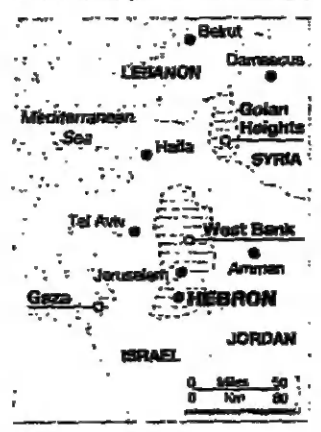 Beirut
LEBANON
Damascus
Mediterranean
Sea
Golan
Heights
Haifa
SYRIA
Tel Aviv
West Bank
Jerusalem
Amman
Gaza
HEBRON
JORDAN
ISRAEL
0 Miles 50
0 Km 80